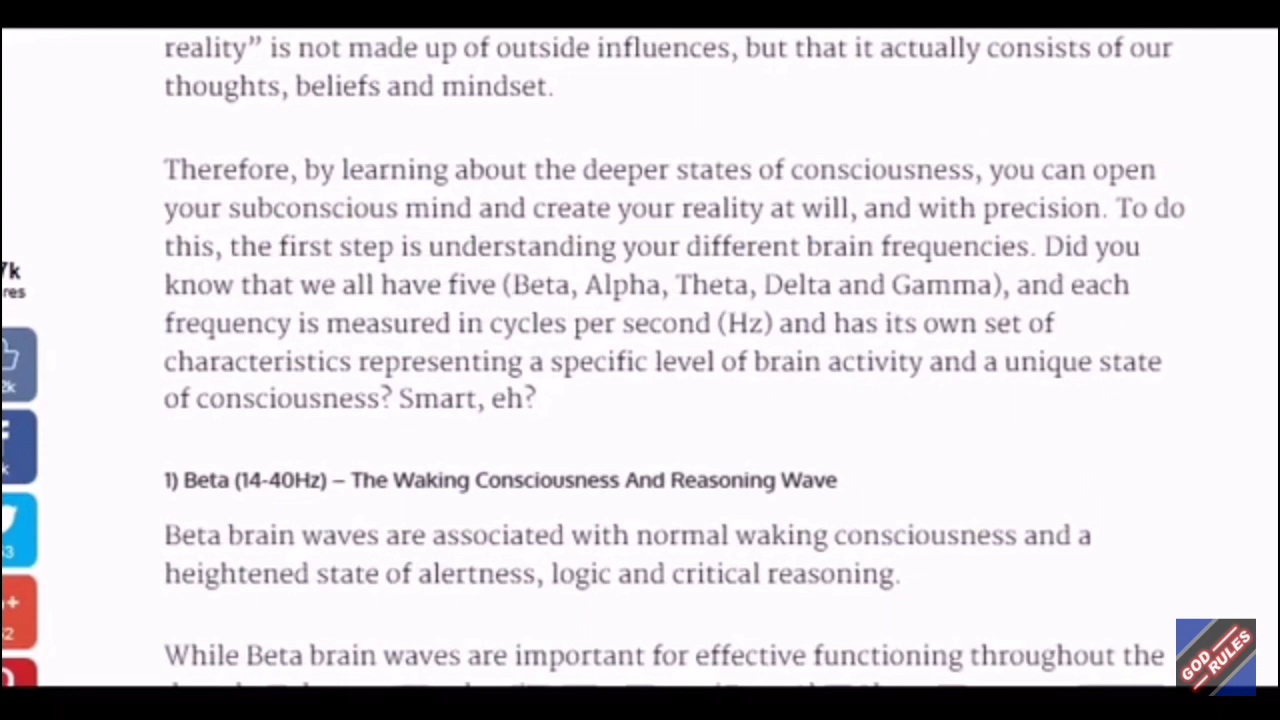 reality” is not made up of outside influences, but that it actually consists of our
thoughts, beliefs and mindset.
Therefore, by learning about the deeper states of consciousness, you can open
your subconscious mind and create your reality at will, and with precision. To do
this, the first step is understanding your different brain frequencies. Did you
know that we all have five (Beta, Alpha, Theta, Delta and Gamma), and each
frequency is measured in cycles per second (Hz) and has its own set of
characteristics representing a specific level of brain activity and a unique state
of consciousness? Smart, eh?
1) Beta (14-40Hz) – The Waking Consciousness And Reasoning Wave
Beta brain waves are associated with normal waking consciousness and a
heightened state of alertness, logic and critical reasoning.
While Beta brain waves are important for effective functioning throughout the
GOD
RULES